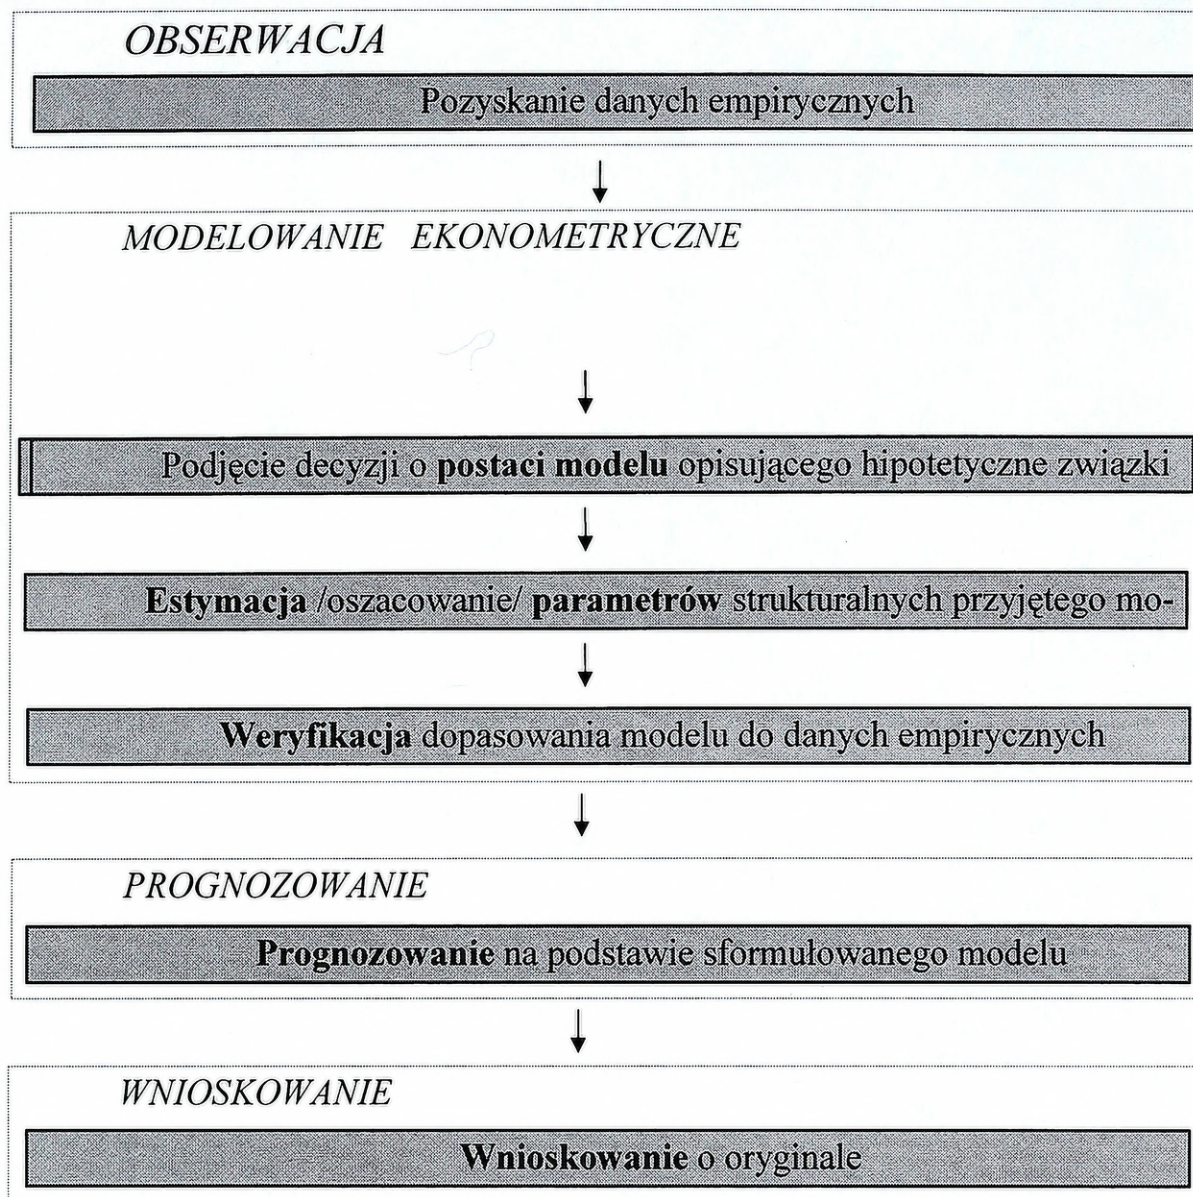 OBSERWACJA
Pozyskanie danych empirycznych
MODELOWANIE EKONOMETRYCZNE
Podjęcie decyzji o postaci modelu opisującego hipotetyczne związki
Estymacja /oszacowanie/ parametrów strukturalnych przyjętego mo-
Weryfikacja dopasowania modelu do danych empirycznych
PROGNOZOWANIE
Prognozowanie na podstawie sformułowanego modelu
WNIOSKOWANIE
Wnioskowanie o oryginale